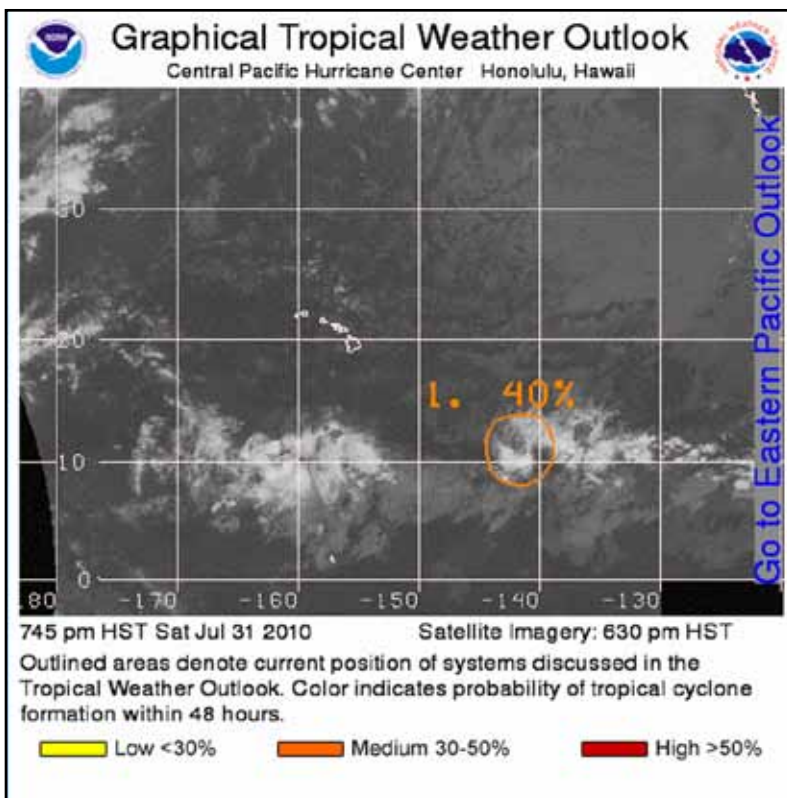 Graphical Tropical Weather Outlook
Central Pacific Hurricane Center Honolulu, Hawaii
Go to Eastern Pacific Outlook
30
20
1. 40%
10
0
80 -170 -160 -150 -140 -130
745 pm HST Sat Jul 31 2010 Satellite Imagery: 630 pm HST
Outlined areas denote current position of systems discussed in the
Tropical Weather Outlook. Color indicates probability of tropical cyclone
formation within 48 hours.
Low <30% Medium 30-50% High >50%